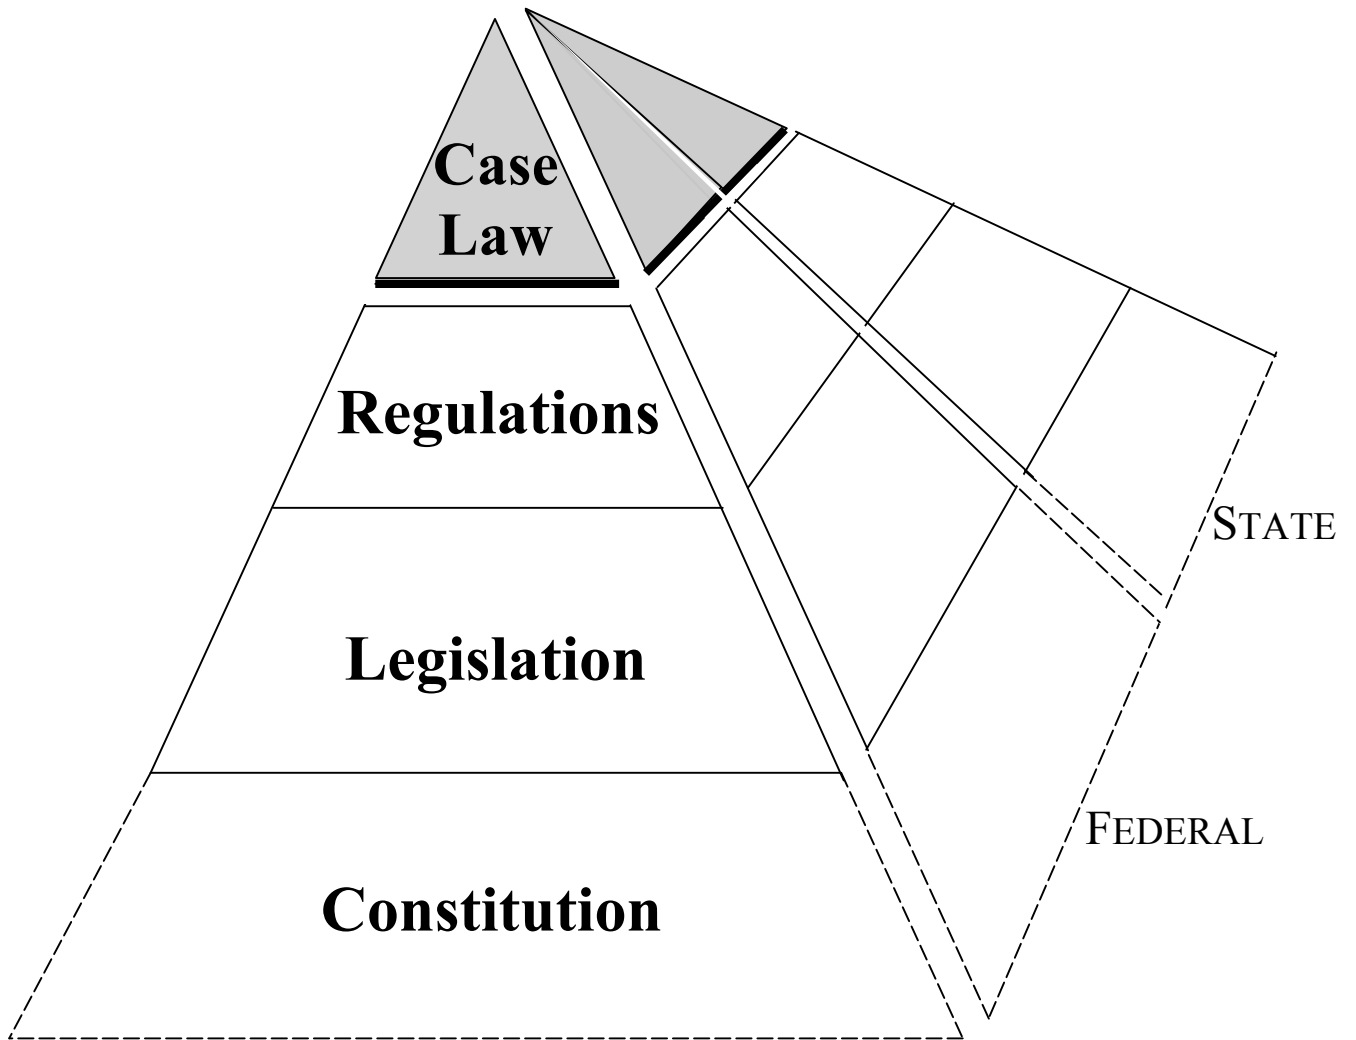 Case
Law
Regulations
Legislation
Constitution
STATE
FEDERAL